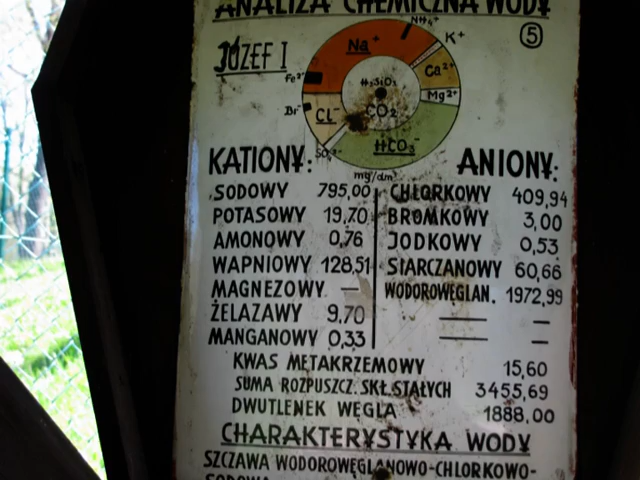 ANALIZA CHEMICZNA WODY
JÓZEF I
5
NH₄⁺
K⁺
Na⁺
Ca²⁺
Mg²⁺
H₂SiO₃
CO₂
Br⁻
Cl⁻
HCO₃⁻
mg/dm³
KATIONY: ANIONY:
SODOWY 795,00 CHLORKOWY 409,94
POTASOWY 19,70 BROMKOWY 3,00
AMONOWY 0,76 JODKOWY 0,53
WAPNIOWY 128,51 SIARCZANOWY 60,66
MAGNEZOWY — WODOROWĘGLAN. 1972,99
ŻELAZAWY 9,70 — —
MANGANOWY 0,33 — —
KWAS METAKRZEMOWY 15,60
SUMA ROZPUSZCZ. SKŁ. STAŁYCH 3455,69
DWUTLENEK WĘGLA 1888,00
CHARAKTERYSTYKA WODY
SZCZAWA WODOROWĘGLANOWO-CHLORKOWO-